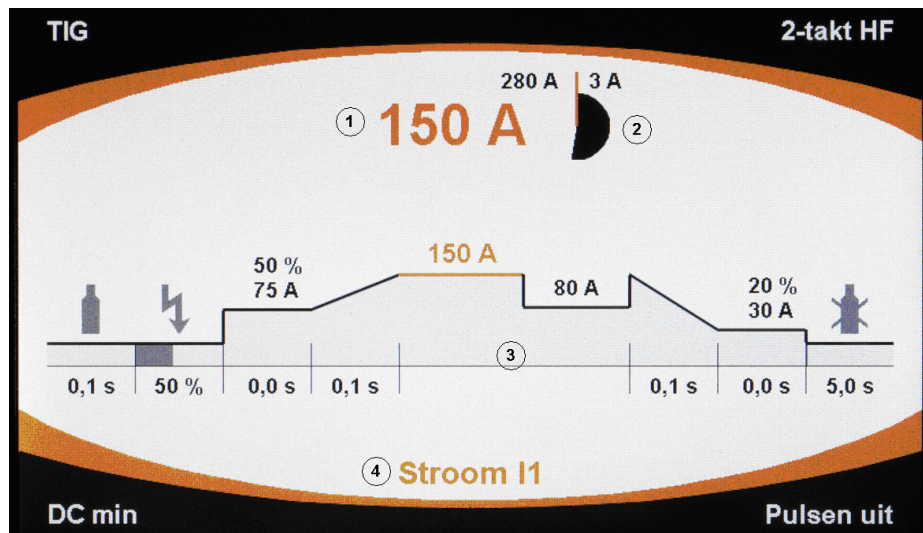 TIG
2-takt HF
280 A 3 A
1 150 A 2
150 A
50 %
75 A
80 A
20 %
30 A
3
0,1 s 50 % 0,0 s 0,1 s 0,1 s 0,0 s 5,0 s
4 Stroom I1
DC min
Pulsen uit